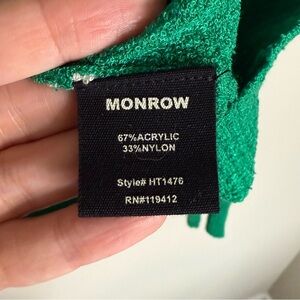 MONROW
67%ACRYLIC
33%NYLON
Style# HT1476
RN#119412